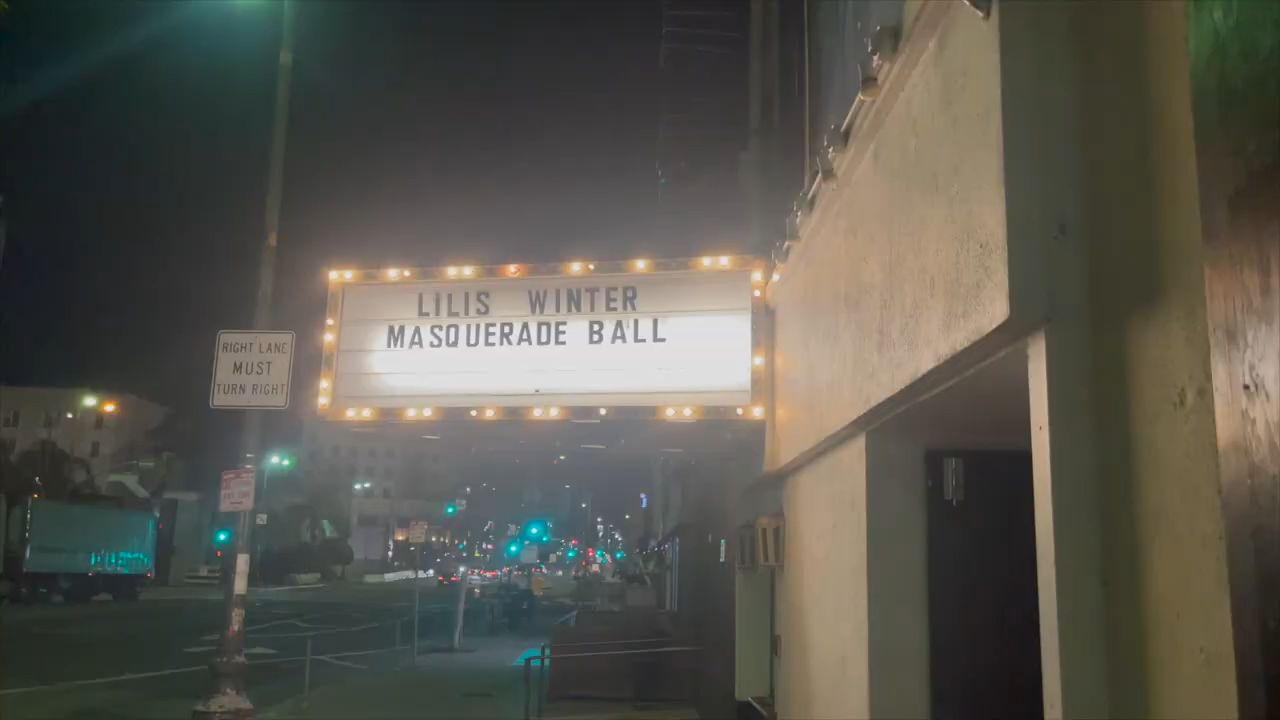 LILIS WINTER
MASQUERADE BALL
RIGHT LANE
MUST
TURN RIGHT